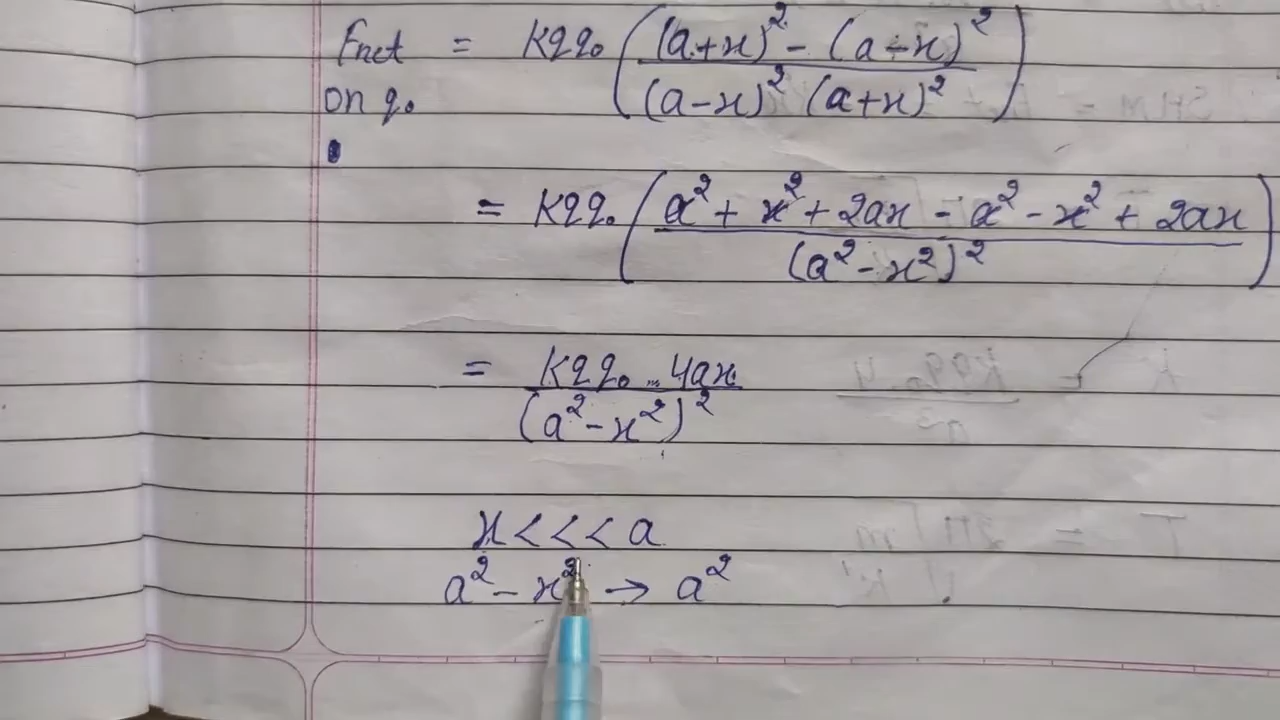 Fnet = Kqq₀ ( (a+x)² - (a-x)² / (a-x)² (a+x)² )
on q₀
= Kqq₀ ( a² + x² + 2ax - a² - x² + 2ax / (a² - x²)² )
= Kqq₀ 4ax / (a² - x²)²
x <<< a
a² - x² → a²